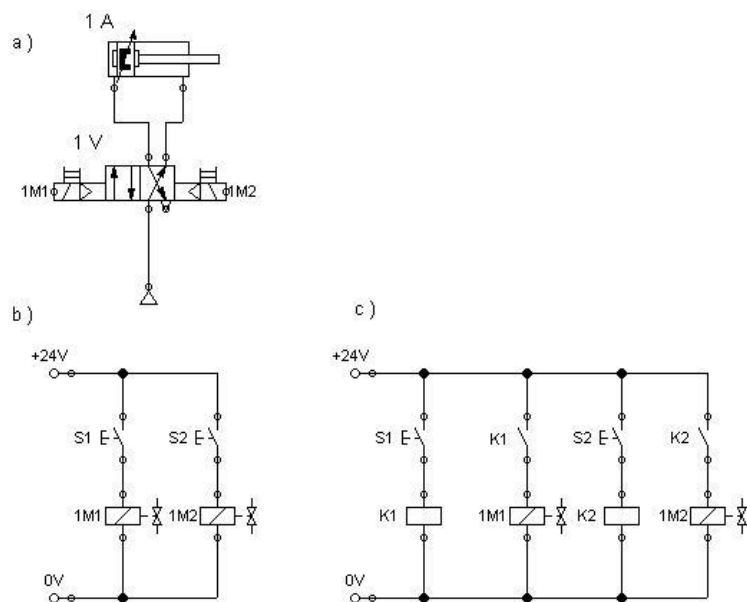 1 A
a )
1 V
1M1 1M2
b ) c )
+24V +24V
S1 S2 S1 K1 S2 K2
1M1 1M2 K1 1M1 K2 1M2
0V 0V